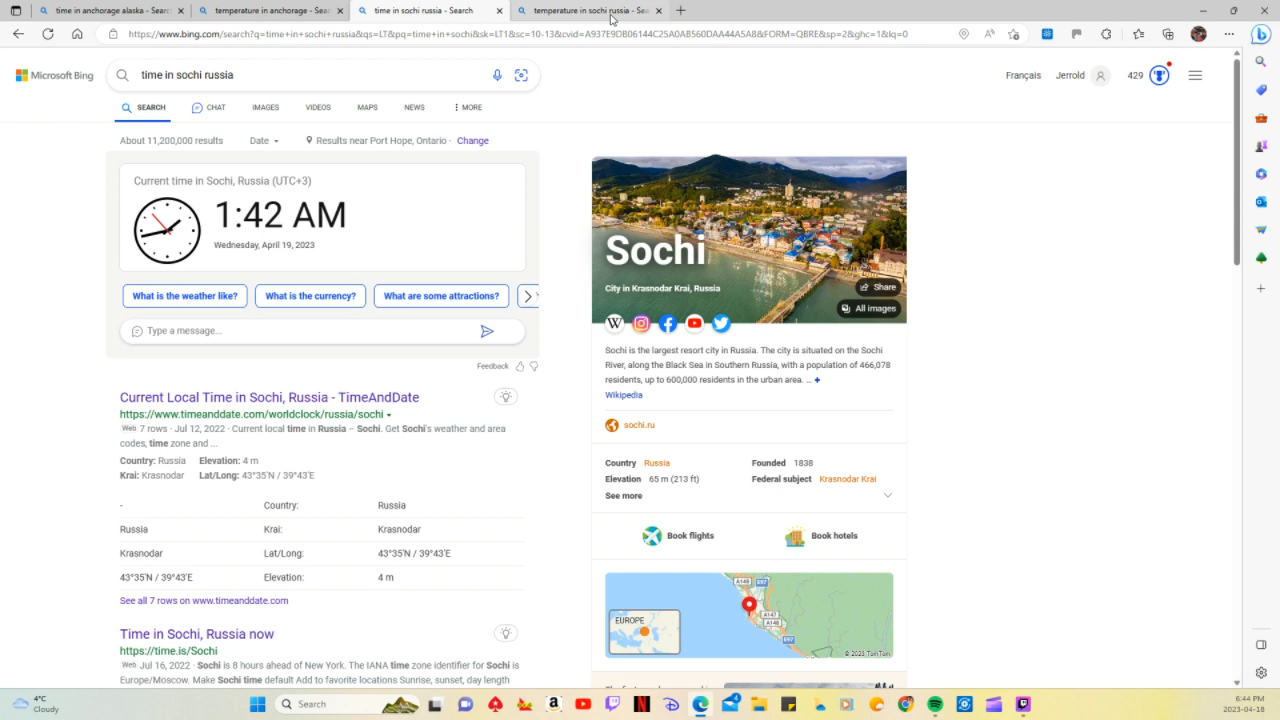 time in anchorage alaska - Sear
temperature in anchorage - Sear
time in sochi russia - Search
temperature in sochi russia - Sea
https://www.bing.com/search?q=time+in+sochi+russia&qs=LT&pq=time+in+sochi&sk=LT1&sc=10-13&cvid=A937E9DB06144C25A0AB560DAA44A5A8&FORM=QBRE&sp=2&ghc=1&lq=0
Microsoft Bing
time in sochi russia
Français
Jerrold
429
SEARCH
CHAT
IMAGES
VIDEOS
MAPS
NEWS
MORE
About 11,200,000 results
Date
Results near Port Hope, Ontario ·
Change
Current time in Sochi, Russia (UTC+3)
1:42 AM
Wednesday, April 19, 2023
What is the weather like?
What is the currency?
What are some attractions?
Type a message...
Feedback
Current Local Time in Sochi, Russia - TimeAndDate
https://www.timeanddate.com/worldclock/russia/sochi
Web 7 rows · Jul 12, 2022 · Current local time in Russia – Sochi. Get Sochi's weather and area
codes, time zone and ...
Country: Russia Elevation: 4 m
Krai: Krasnodar Lat/Long: 43°35'N / 39°43'E
- Country: Russia
Russia Krai: Krasnodar
Krasnodar Lat/Long: 43°35'N / 39°43'E
43°35'N / 39°43'E Elevation: 4 m
See all 7 rows on www.timeanddate.com
Time in Sochi, Russia now
https://time.is/Sochi
Web Jul 16, 2022 · Sochi is 8 hours ahead of New York. The IANA time zone identifier for Sochi is
Europe/Moscow. Make Sochi time default Add to favorite locations Sunrise, sunset, day length
Sochi
City in Krasnodar Krai, Russia
Share
All images
W
Sochi is the largest resort city in Russia. The city is situated on the Sochi
River, along the Black Sea in Southern Russia, with a population of 466,078
residents, up to 600,000 residents in the urban area. … +
Wikipedia
sochi.ru
Country Russia
Founded 1838
Elevation 65 m (213 ft)
Federal subject Krasnodar Krai
See more
Book flights
Book hotels
A148
E97
A147
A148
E97
EUROPE
© 2023 TomTom
4°C
Cloudy
Search
6:44 PM
2023-04-18